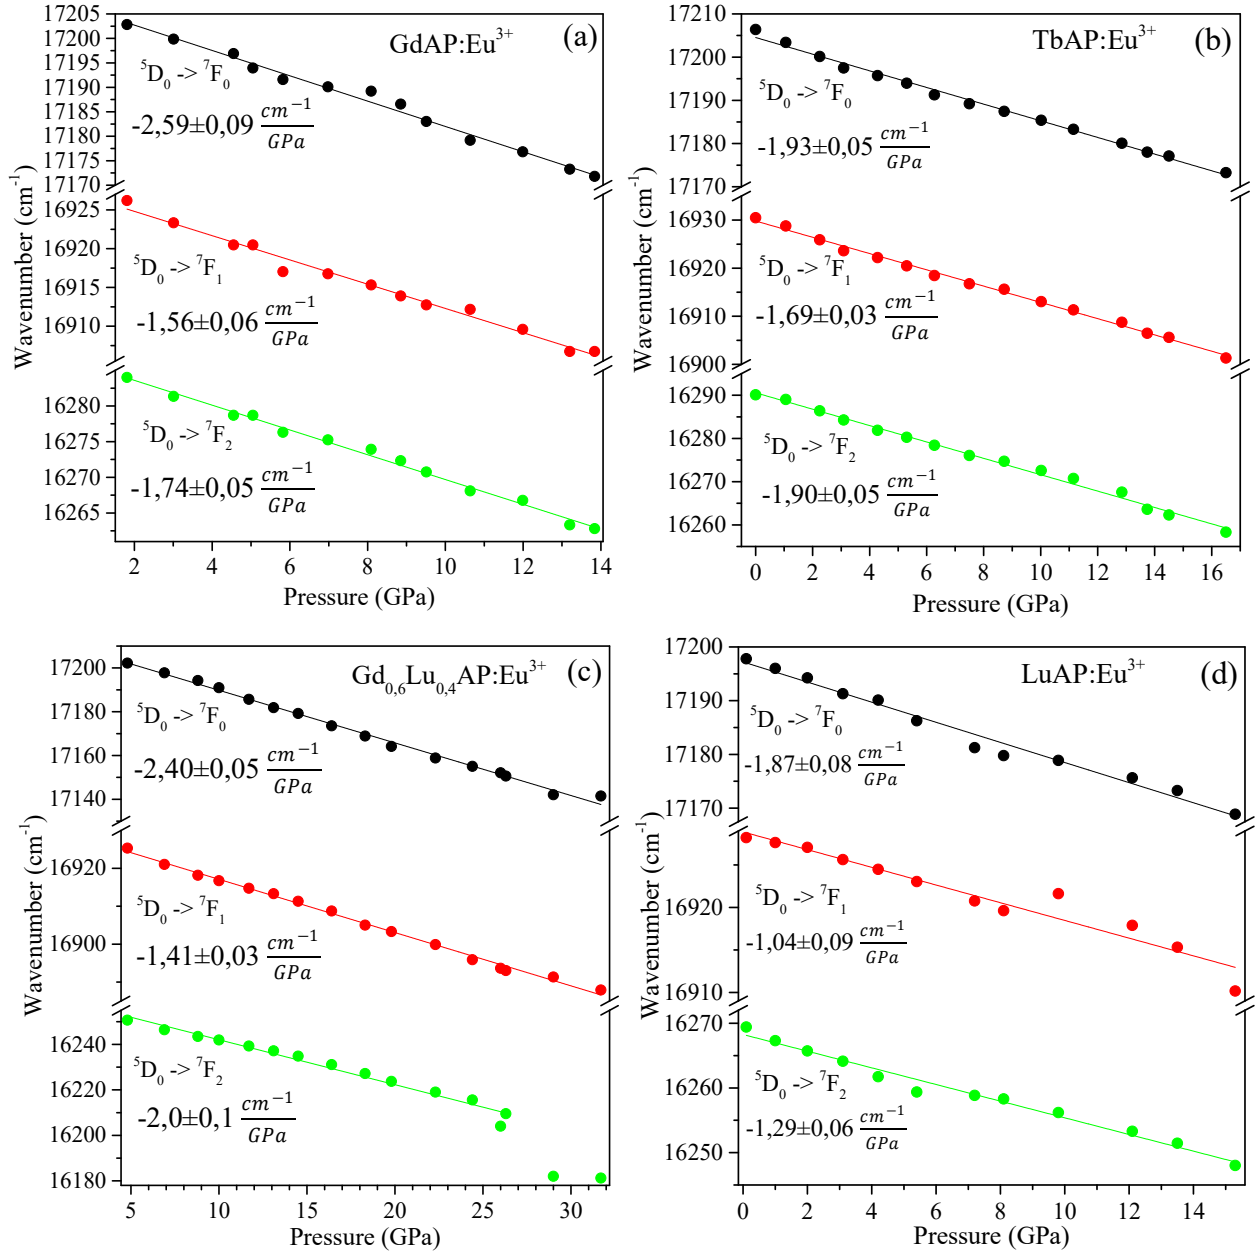 (a)
GdAP:Eu³⁺
⁵D₀ -> ⁷F₀
-2,59±0,09 cm⁻¹/GPa
⁵D₀ -> ⁷F₁
-1,56±0,06 cm⁻¹/GPa
⁵D₀ -> ⁷F₂
-1,74±0,05 cm⁻¹/GPa
Wavenumber (cm⁻¹)
17205
17200
17195
17190
17185
17180
17175
17170
16925
16920
16915
16910
16280
16275
16270
16265
2 4 6 8 10 12 14
Pressure (GPa)
(b)
TbAP:Eu³⁺
⁵D₀ -> ⁷F₀
-1,93±0,05 cm⁻¹/GPa
⁵D₀ -> ⁷F₁
-1,69±0,03 cm⁻¹/GPa
⁵D₀ -> ⁷F₂
-1,90±0,05 cm⁻¹/GPa
Wavenumber (cm⁻¹)
17210
17200
17190
17180
17170
16930
16920
16910
16900
16290
16280
16270
16260
0 2 4 6 8 10 12 14 16
Pressure (GPa)
(c)
Gd₀,₆Lu₀,₄AP:Eu³⁺
⁵D₀ -> ⁷F₀
-2,40±0,05 cm⁻¹/GPa
⁵D₀ -> ⁷F₁
-1,41±0,03 cm⁻¹/GPa
⁵D₀ -> ⁷F₂
-2,0±0,1 cm⁻¹/GPa
Wavenumber (cm⁻¹)
17200
17180
17160
17140
16920
16900
16240
16220
16200
16180
5 10 15 20 25 30
Pressure (GPa)
(d)
LuAP:Eu³⁺
⁵D₀ -> ⁷F₀
-1,87±0,08 cm⁻¹/GPa
⁵D₀ -> ⁷F₁
-1,04±0,09 cm⁻¹/GPa
⁵D₀ -> ⁷F₂
-1,29±0,06 cm⁻¹/GPa
Wavenumber (cm⁻¹)
17200
17190
17180
17170
16920
16910
16270
16260
16250
0 2 4 6 8 10 12 14
Pressure (GPa)